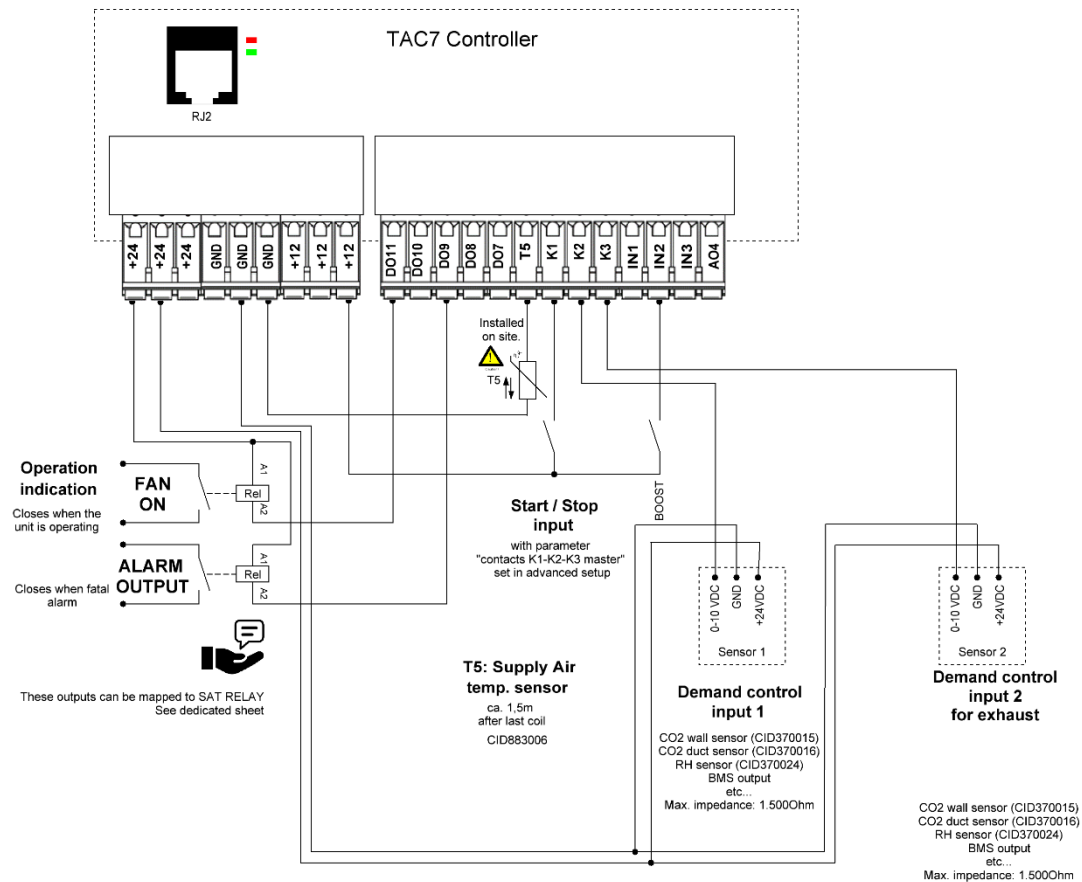 TAC7 Controller
RJ2
+24
+24
+24
GND
GND
GND
+12
+12
+12
DO11
DO10
DO9
DO8
DO7
T5
K1
K2
K3
IN1
IN2
IN3
AO4
Installed
on site.
T5
Operation
indication
Closes when the
unit is operating
FAN
ON
A1
Rel
A2
ALARM
OUTPUT
Closes when fatal
alarm
A1
Rel
A2
These outputs can be mapped to SAT RELAY
See dedicated sheet
Start / Stop
input
with parameter
"contacts K1-K2-K3 master"
set in advanced setup
BOOST
T5: Supply Air
temp. sensor
ca. 1,5m
after last coil
CID883006
0-10 VDC
GND
+24VDC
Sensor 1
Demand control
input 1
CO2 wall sensor (CID370015)
CO2 duct sensor (CID370016)
RH sensor (CID370024)
BMS output
etc...
Max. impedance: 1.500Ohm
0-10 VDC
GND
+24VDC
Sensor 2
Demand control
input 2
for exhaust
CO2 wall sensor (CID370015)
CO2 duct sensor (CID370016)
RH sensor (CID370024)
BMS output
etc...
Max. impedance: 1.500Ohm